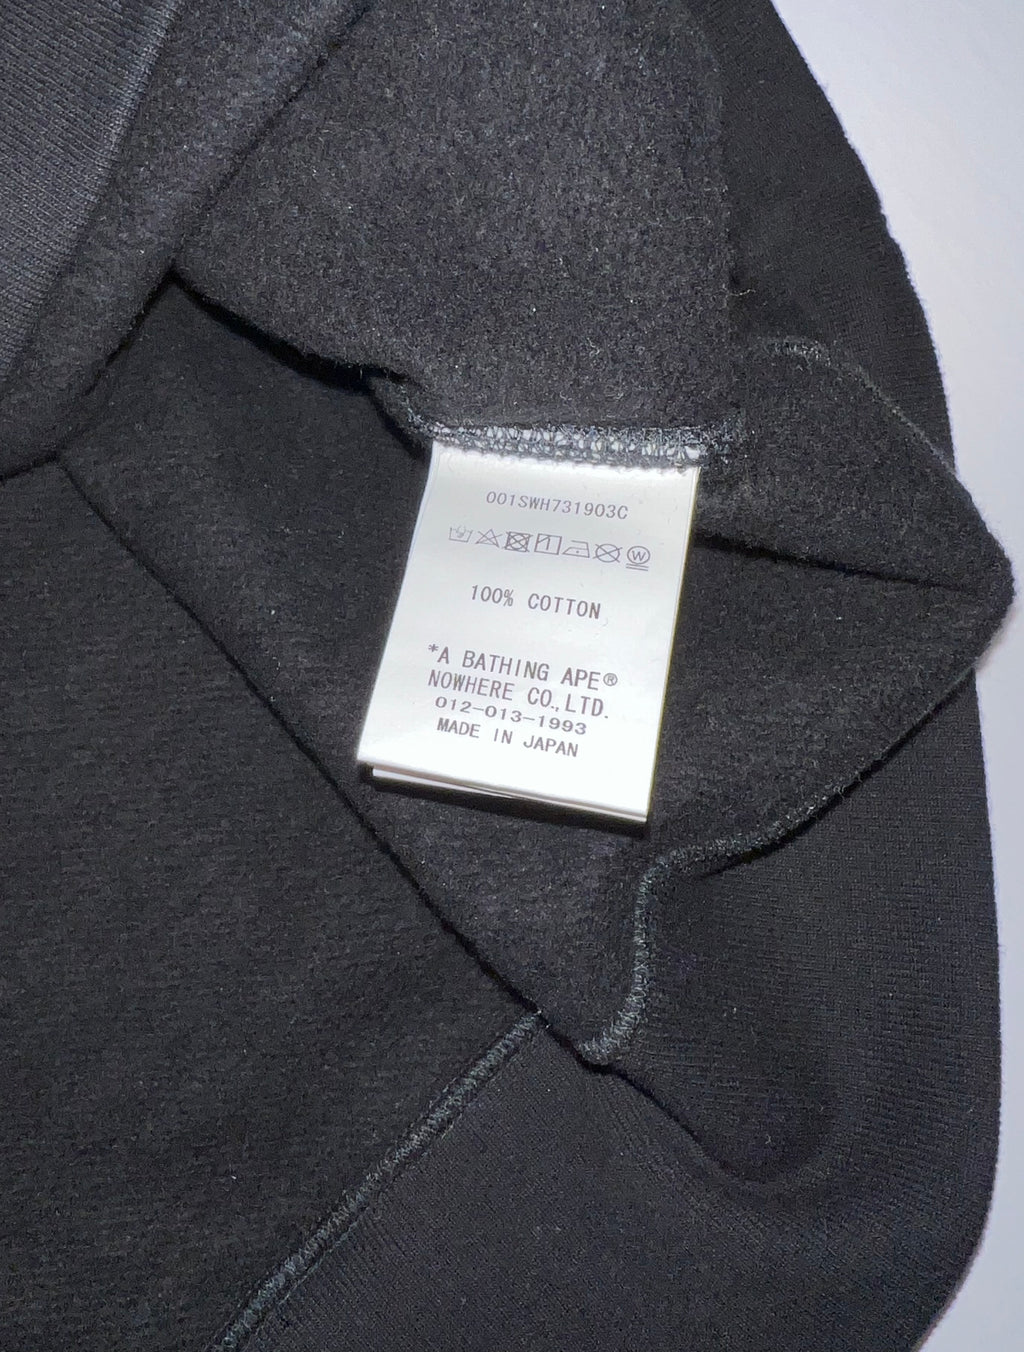 001SWH731903C
W
100% COTTON
*A BATHING APE®
NOWHERE CO.,LTD.
012-013-1993
MADE IN JAPAN